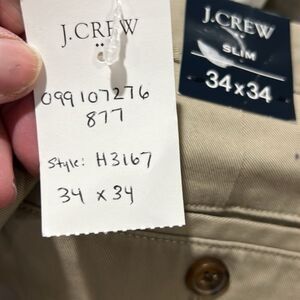 J.CREW
099107276
877
Style: H3167
34 x 34
J.CREW
SLIM
34x34